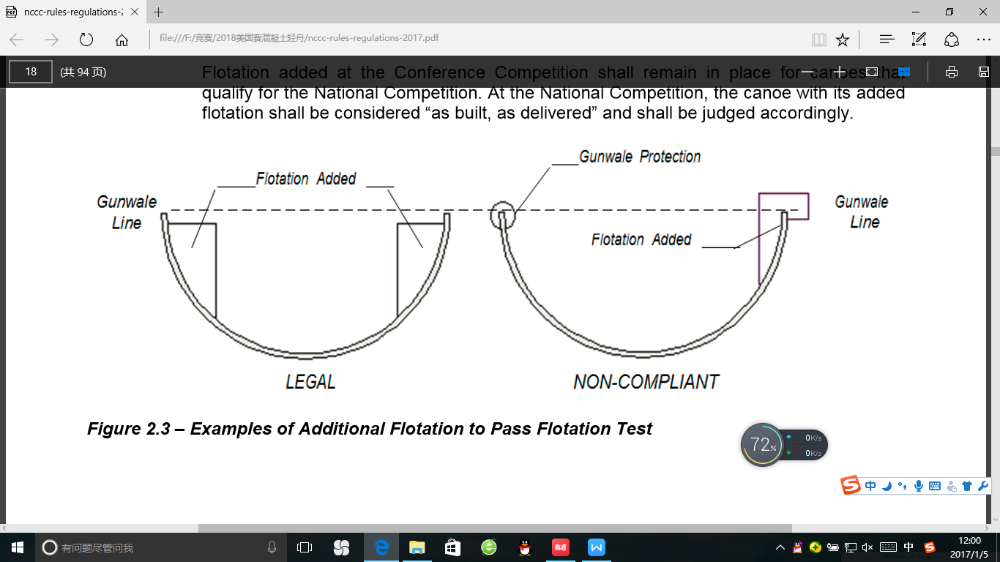 nccc-rules-regulations-2
file:///F:/竞赛/2018美国赛混凝土轻舟/nccc-rules-regulations-2017.pdf
18 (共 94 页)
Flotation added at the Conference Competition shall remain in place for canoes that
qualify for the National Competition. At the National Competition, the canoe with its added
flotation shall be considered “as built, as delivered” and shall be judged accordingly.
Gunwale Protection
Flotation Added
Gunwale
Line
Gunwale
Line
Flotation Added
LEGAL
NON-COMPLIANT
Figure 2.3 – Examples of Additional Flotation to Pass Flotation Test
72%
0K/s
0K/s
中
有问题尽管问我
中
12:00
2017/1/5